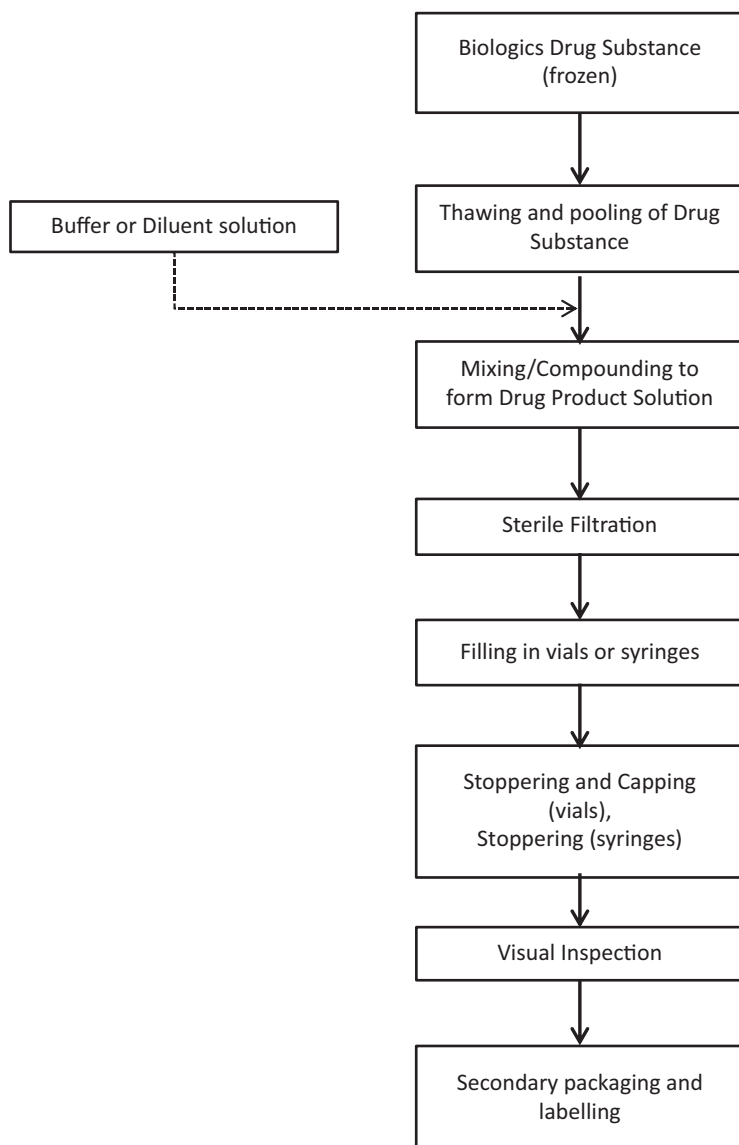 Biologics Drug Substance
(frozen)
Buffer or Diluent solution
Thawing and pooling of Drug
Substance
Mixing/Compounding to
form Drug Product Solution
Sterile Filtration
Filling in vials or syringes
Stoppering and Capping
(vials),
Stoppering (syringes)
Visual Inspection
Secondary packaging and
labelling